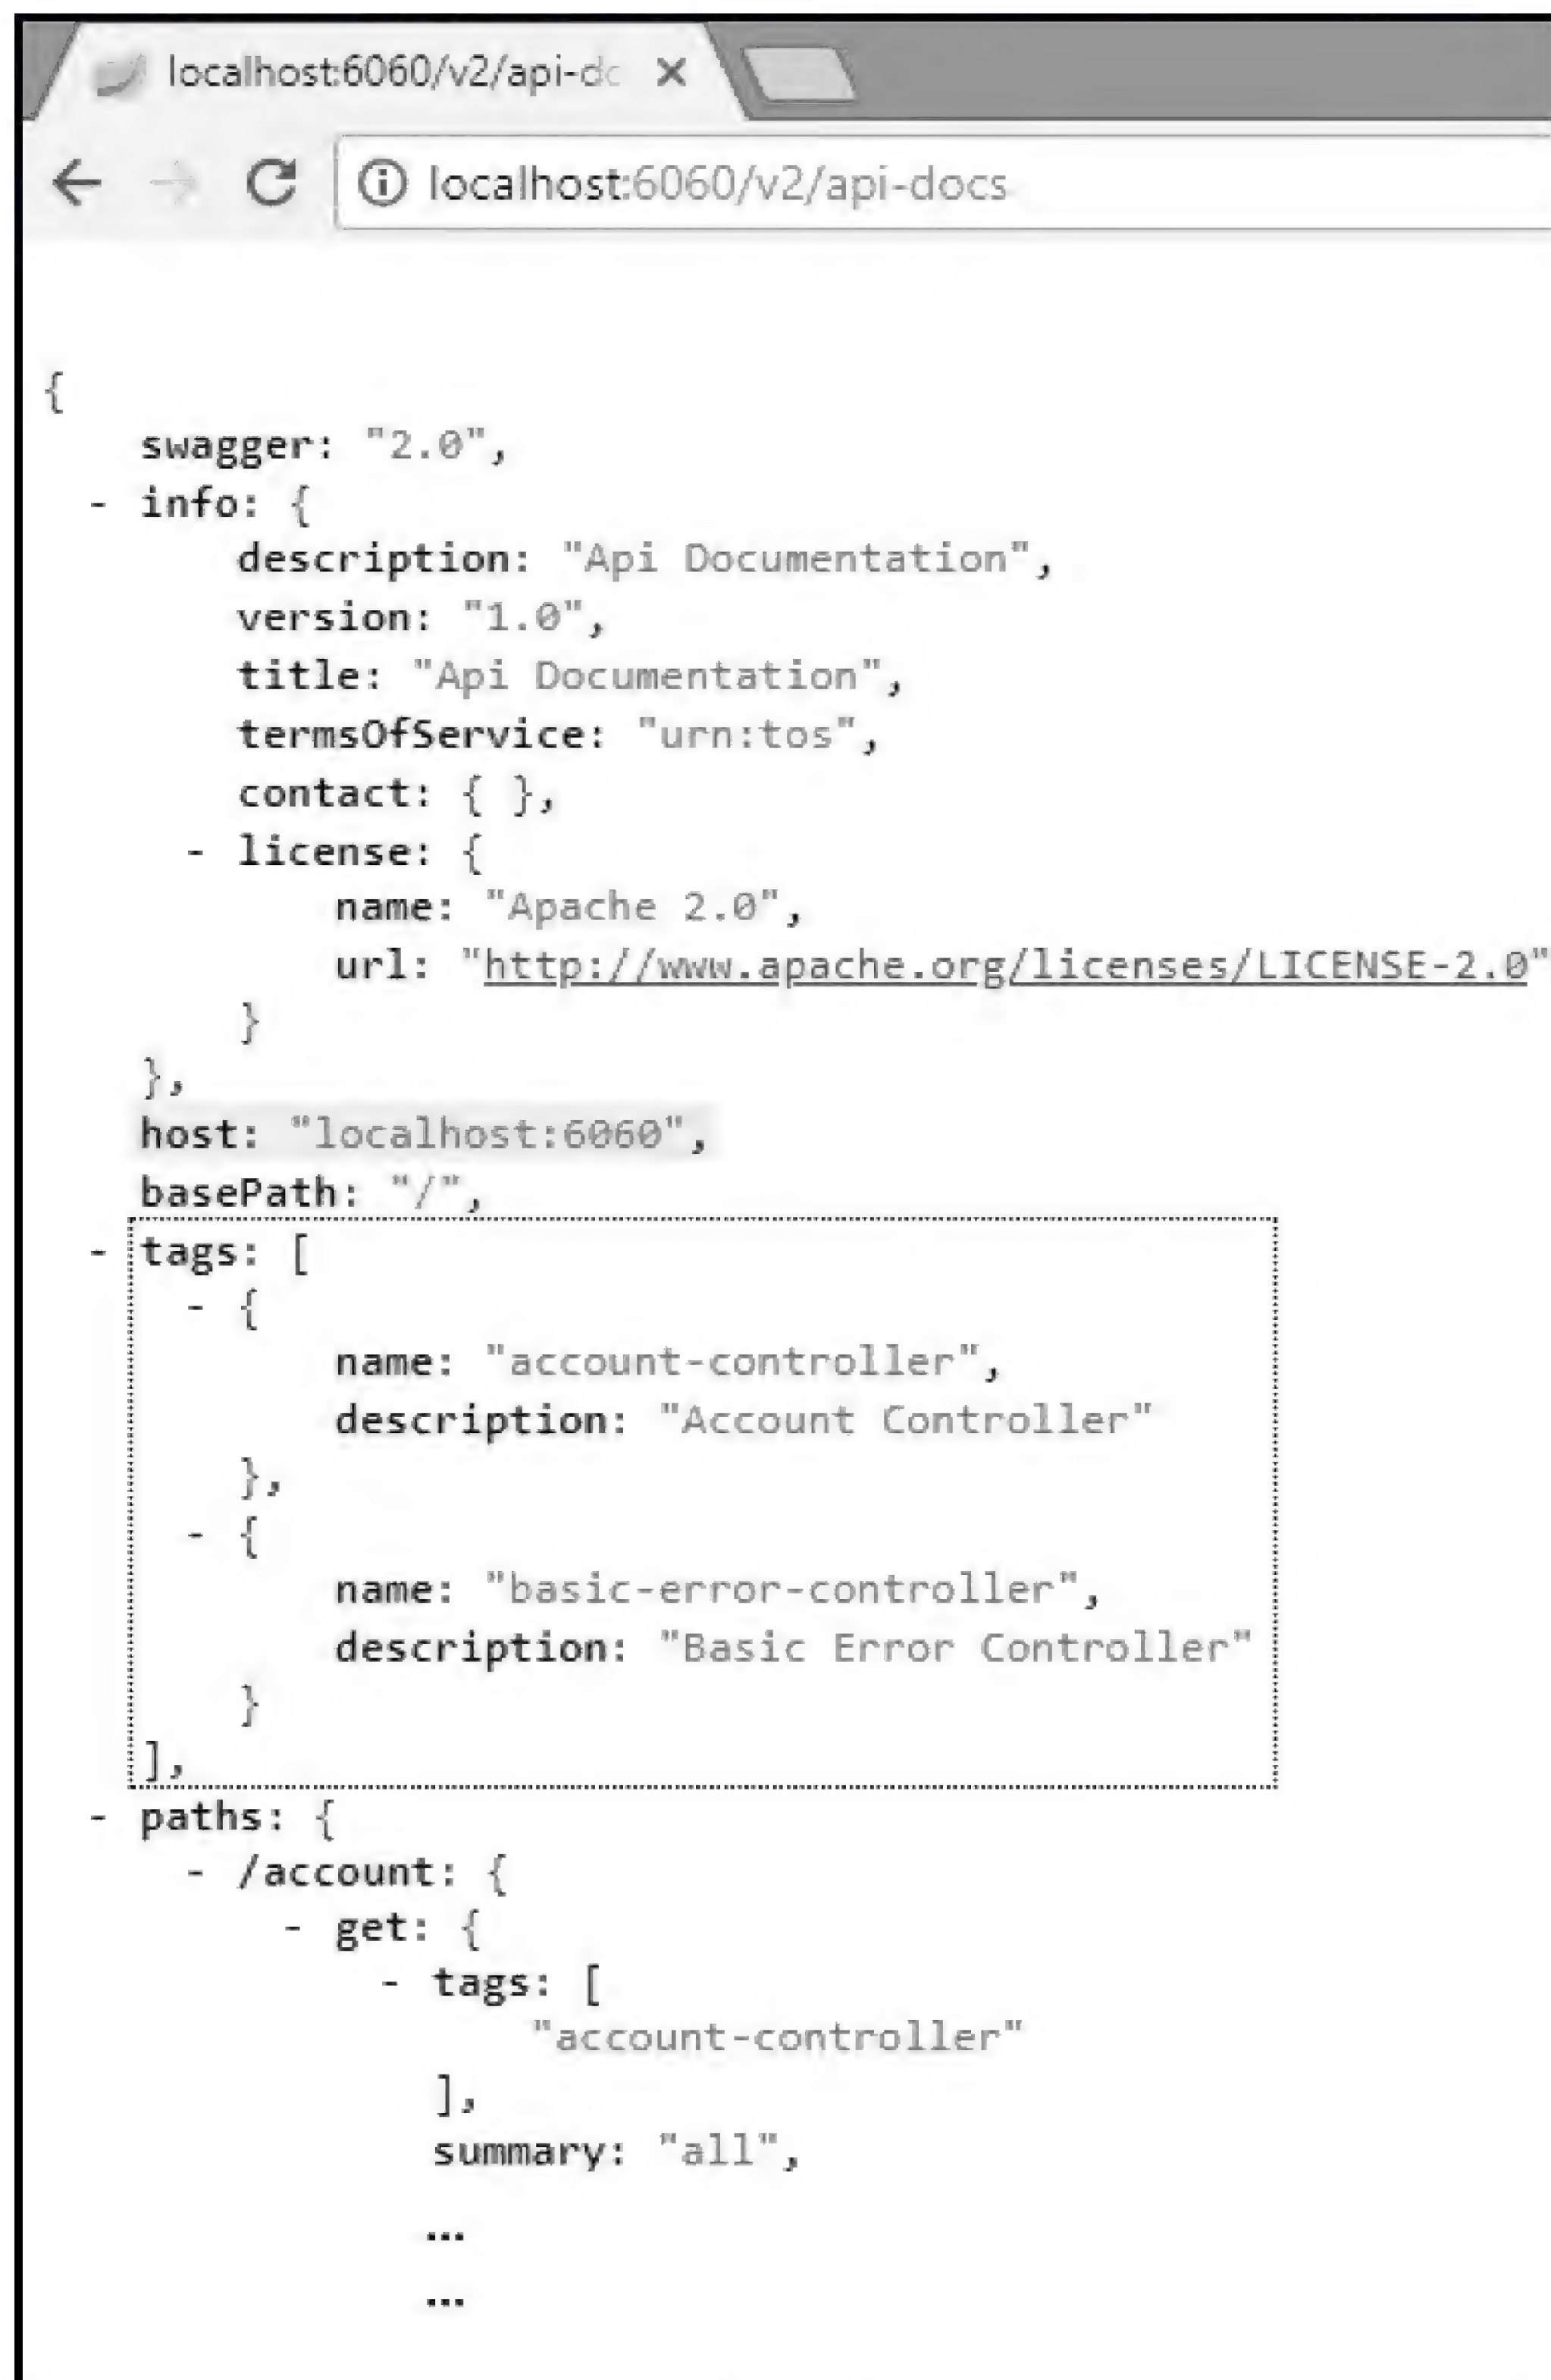 localhost:6060/v2/api-dc
localhost:6060/v2/api-docs
{
swagger: "2.0",
- info: {
description: "Api Documentation",
version: "1.0",
title: "Api Documentation",
termsOfService: "urn:tos",
contact: { },
- license: {
name: "Apache 2.0",
url: "http://www.apache.org/licenses/LICENSE-2.0"
}
},
host: "localhost:6060",
basePath: "/",
- tags: [
- {
name: "account-controller",
description: "Account Controller"
},
- {
name: "basic-error-controller",
description: "Basic Error Controller"
}
],
- paths: {
- /account: {
- get: {
- tags: [
"account-controller"
],
summary: "all",
...
...